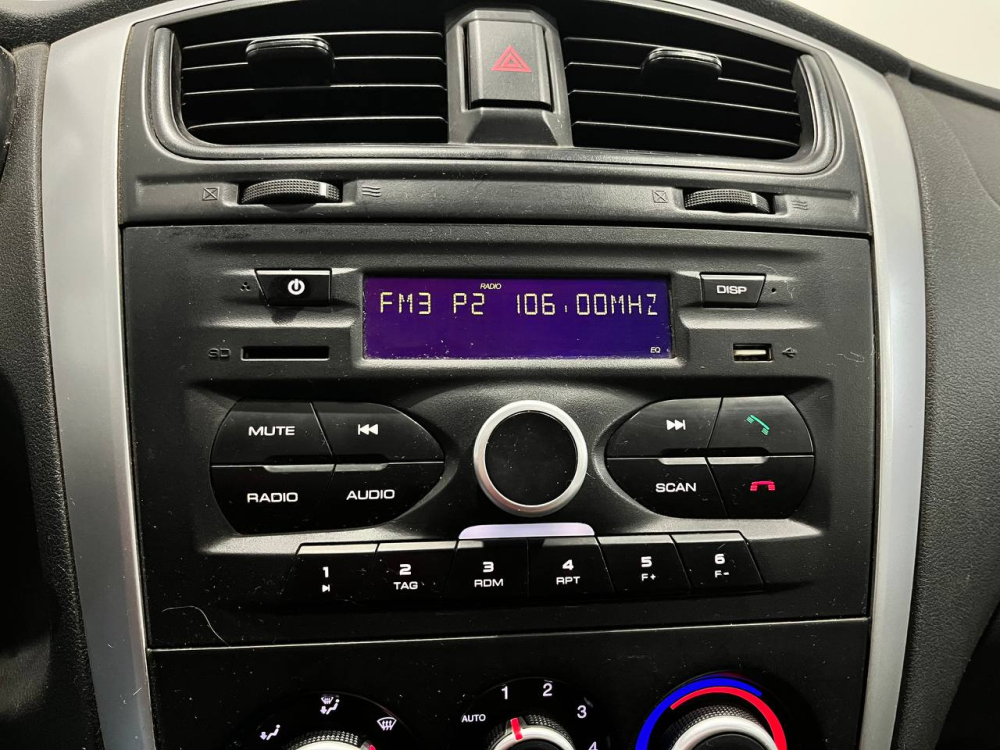 RADIO
FM3 P2 106.00MHZ
EQ
DISP
SD
MUTE
RADIO
AUDIO
SCAN
1
2
TAG
3
RDM
4
RPT
5
F+
6
F-
AUTO
1
2
3
4